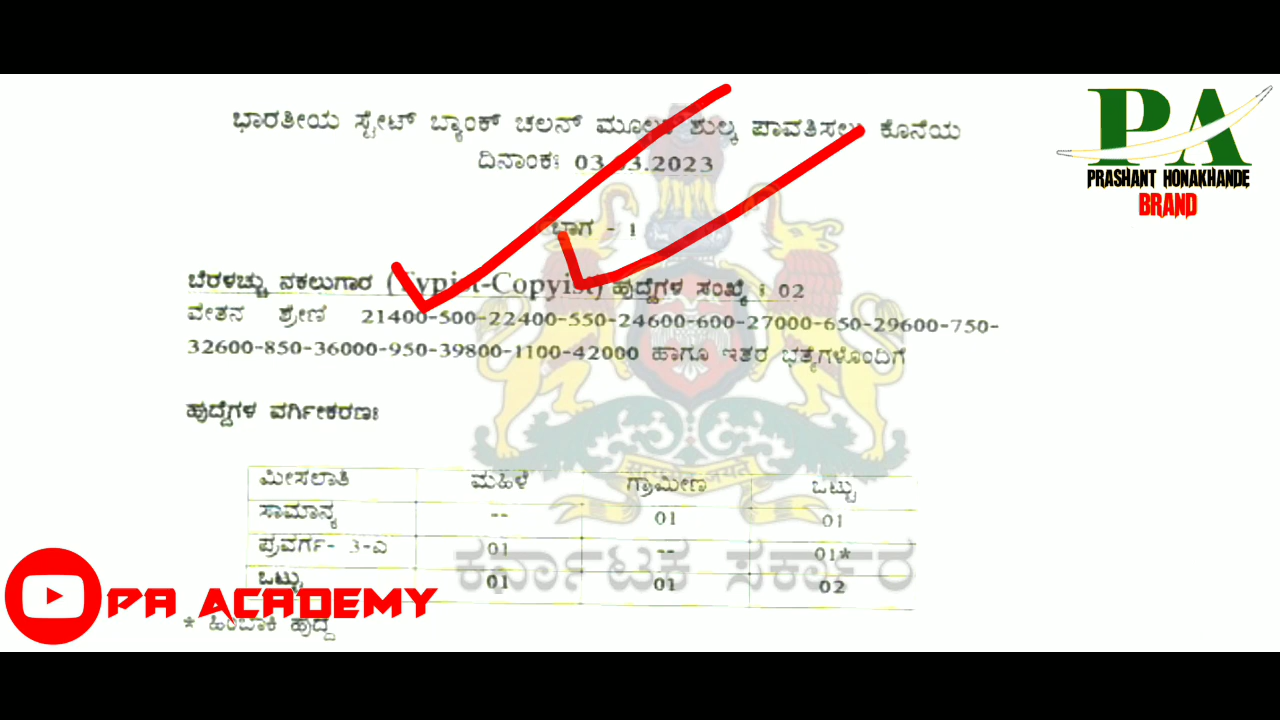 ಭಾರತೀಯ ಸ್ಟೇಟ್ ಬ್ಯಾಂಕ್ ಚಲನ್ ಮೂಲಕ ಶುಲ್ಕ ಪಾವತಿಸಲು ಕೊನೆಯ
ದಿನಾಂಕಃ 03.03.2023
ಭಾಗ - 1
ಬೆರಳಚ್ಚು ನಕಲುಗಾರ (Typist-Copyist) ಹುದ್ದೆಗಳ ಸಂಖ್ಯೆ : 02
ವೇತನ ಶ್ರೇಣಿ 21400-500-22400-550-24600-600-27000-650-29600-750-
32600-850-36000-950-39800-1100-42000 ಹಾಗೂ ಇತರ ಭತ್ಯೆಗಳೊಂದಿಗೆ
ಹುದ್ದೆಗಳ ವರ್ಗೀಕರಣಃ
ಮೀಸಲಾತಿ ಮಹಿಳೆ ಗ್ರಾಮೀಣ ಒಟ್ಟು
ಸಾಮಾನ್ಯ -- 01 01
ಪ್ರವರ್ಗ- 3-ಎ 01 -- 01*
ಒಟ್ಟು 01 01 02
* ಹಿಂಬಾಕಿ ಹುದ್ದೆ
ಕರ್ನಾಟಕ ಸರ್ಕಾರ
PA
PRASHANT HONAKHANDE
BRAND
PA ACADEMY